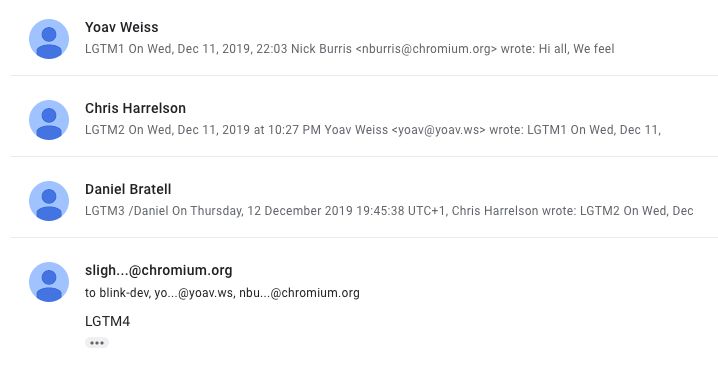 Yoav Weiss
LGTM1 On Wed, Dec 11, 2019, 22:03 Nick Burris <nburris@chromium.org> wrote: Hi all, We feel
Chris Harrelson
LGTM2 On Wed, Dec 11, 2019 at 10:27 PM Yoav Weiss <yoav@yoav.ws> wrote: LGTM1 On Wed, Dec 11,
Daniel Bratell
LGTM3 /Daniel On Thursday, 12 December 2019 19:45:38 UTC+1, Chris Harrelson wrote: LGTM2 On Wed, Dec
sligh...@chromium.org
to blink-dev, yo...@yoav.ws, nbu...@chromium.org
LGTM4